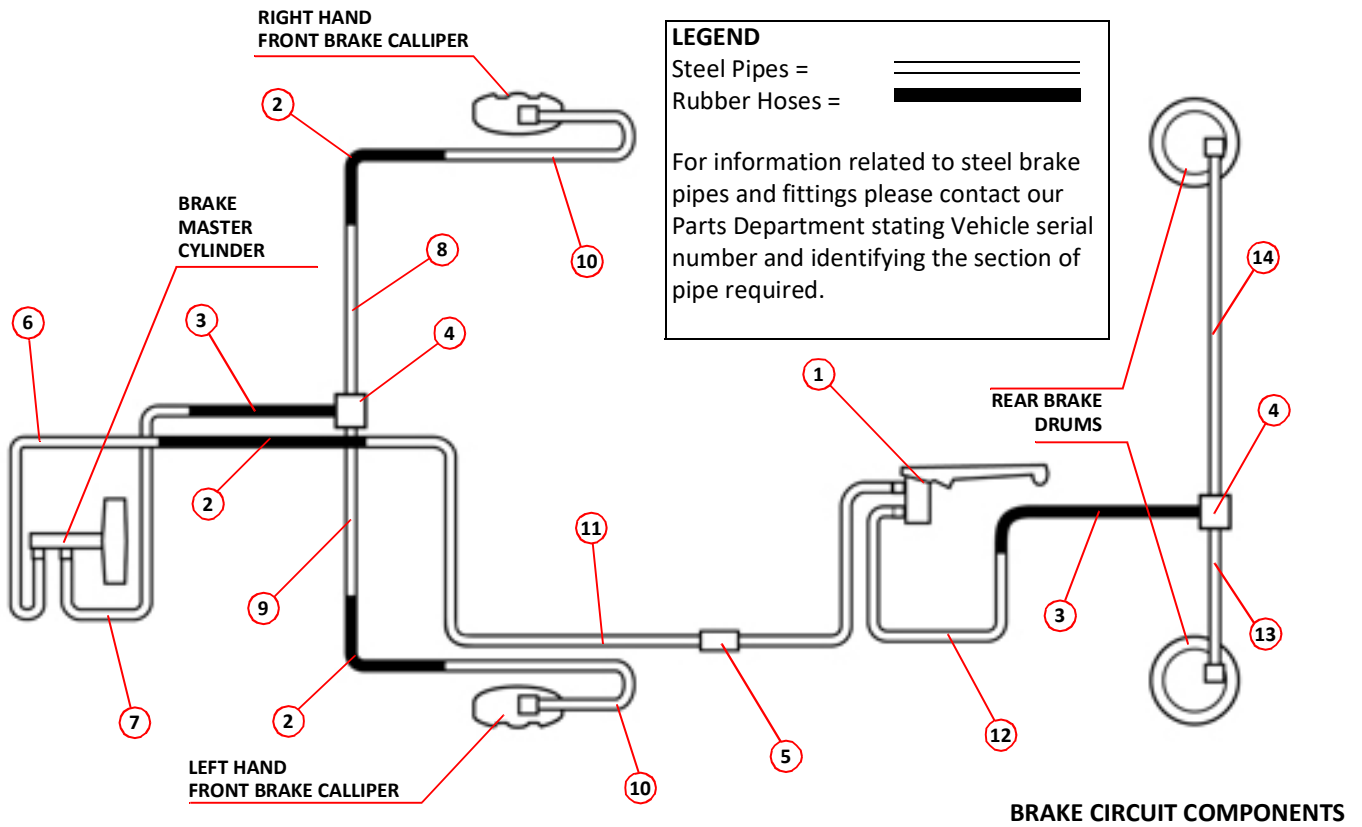 RIGHT HAND
FRONT BRAKE CALLIPER
LEGEND
Steel Pipes =
Rubber Hoses =
For information related to steel brake
pipes and fittings please contact our
Parts Department stating Vehicle serial
number and identifying the section of
pipe required.
2
BRAKE
MASTER
CYLINDER
8
10
14
6
3
4
1
REAR BRAKE
DRUMS
4
2
11
9
3
13
7
2
5
12
LEFT HAND
FRONT BRAKE CALLIPER
10
BRAKE CIRCUIT COMPONENTS